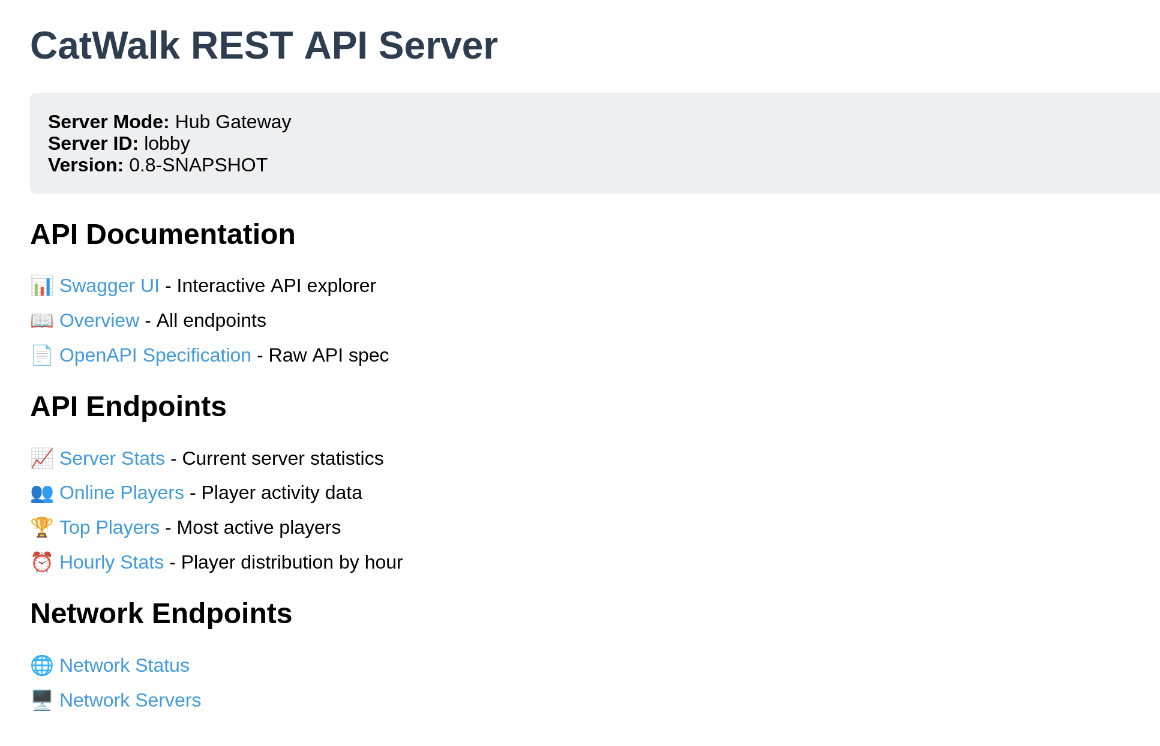 CatWalk REST API Server
Server Mode: Hub Gateway
Server ID: lobby
Version: 0.8-SNAPSHOT
API Documentation
📊 Swagger UI - Interactive API explorer
📖 Overview - All endpoints
📄 OpenAPI Specification - Raw API spec
API Endpoints
📈 Server Stats - Current server statistics
👥 Online Players - Player activity data
🏆 Top Players - Most active players
⏰ Hourly Stats - Player distribution by hour
Network Endpoints
🌐 Network Status
🖥️ Network Servers